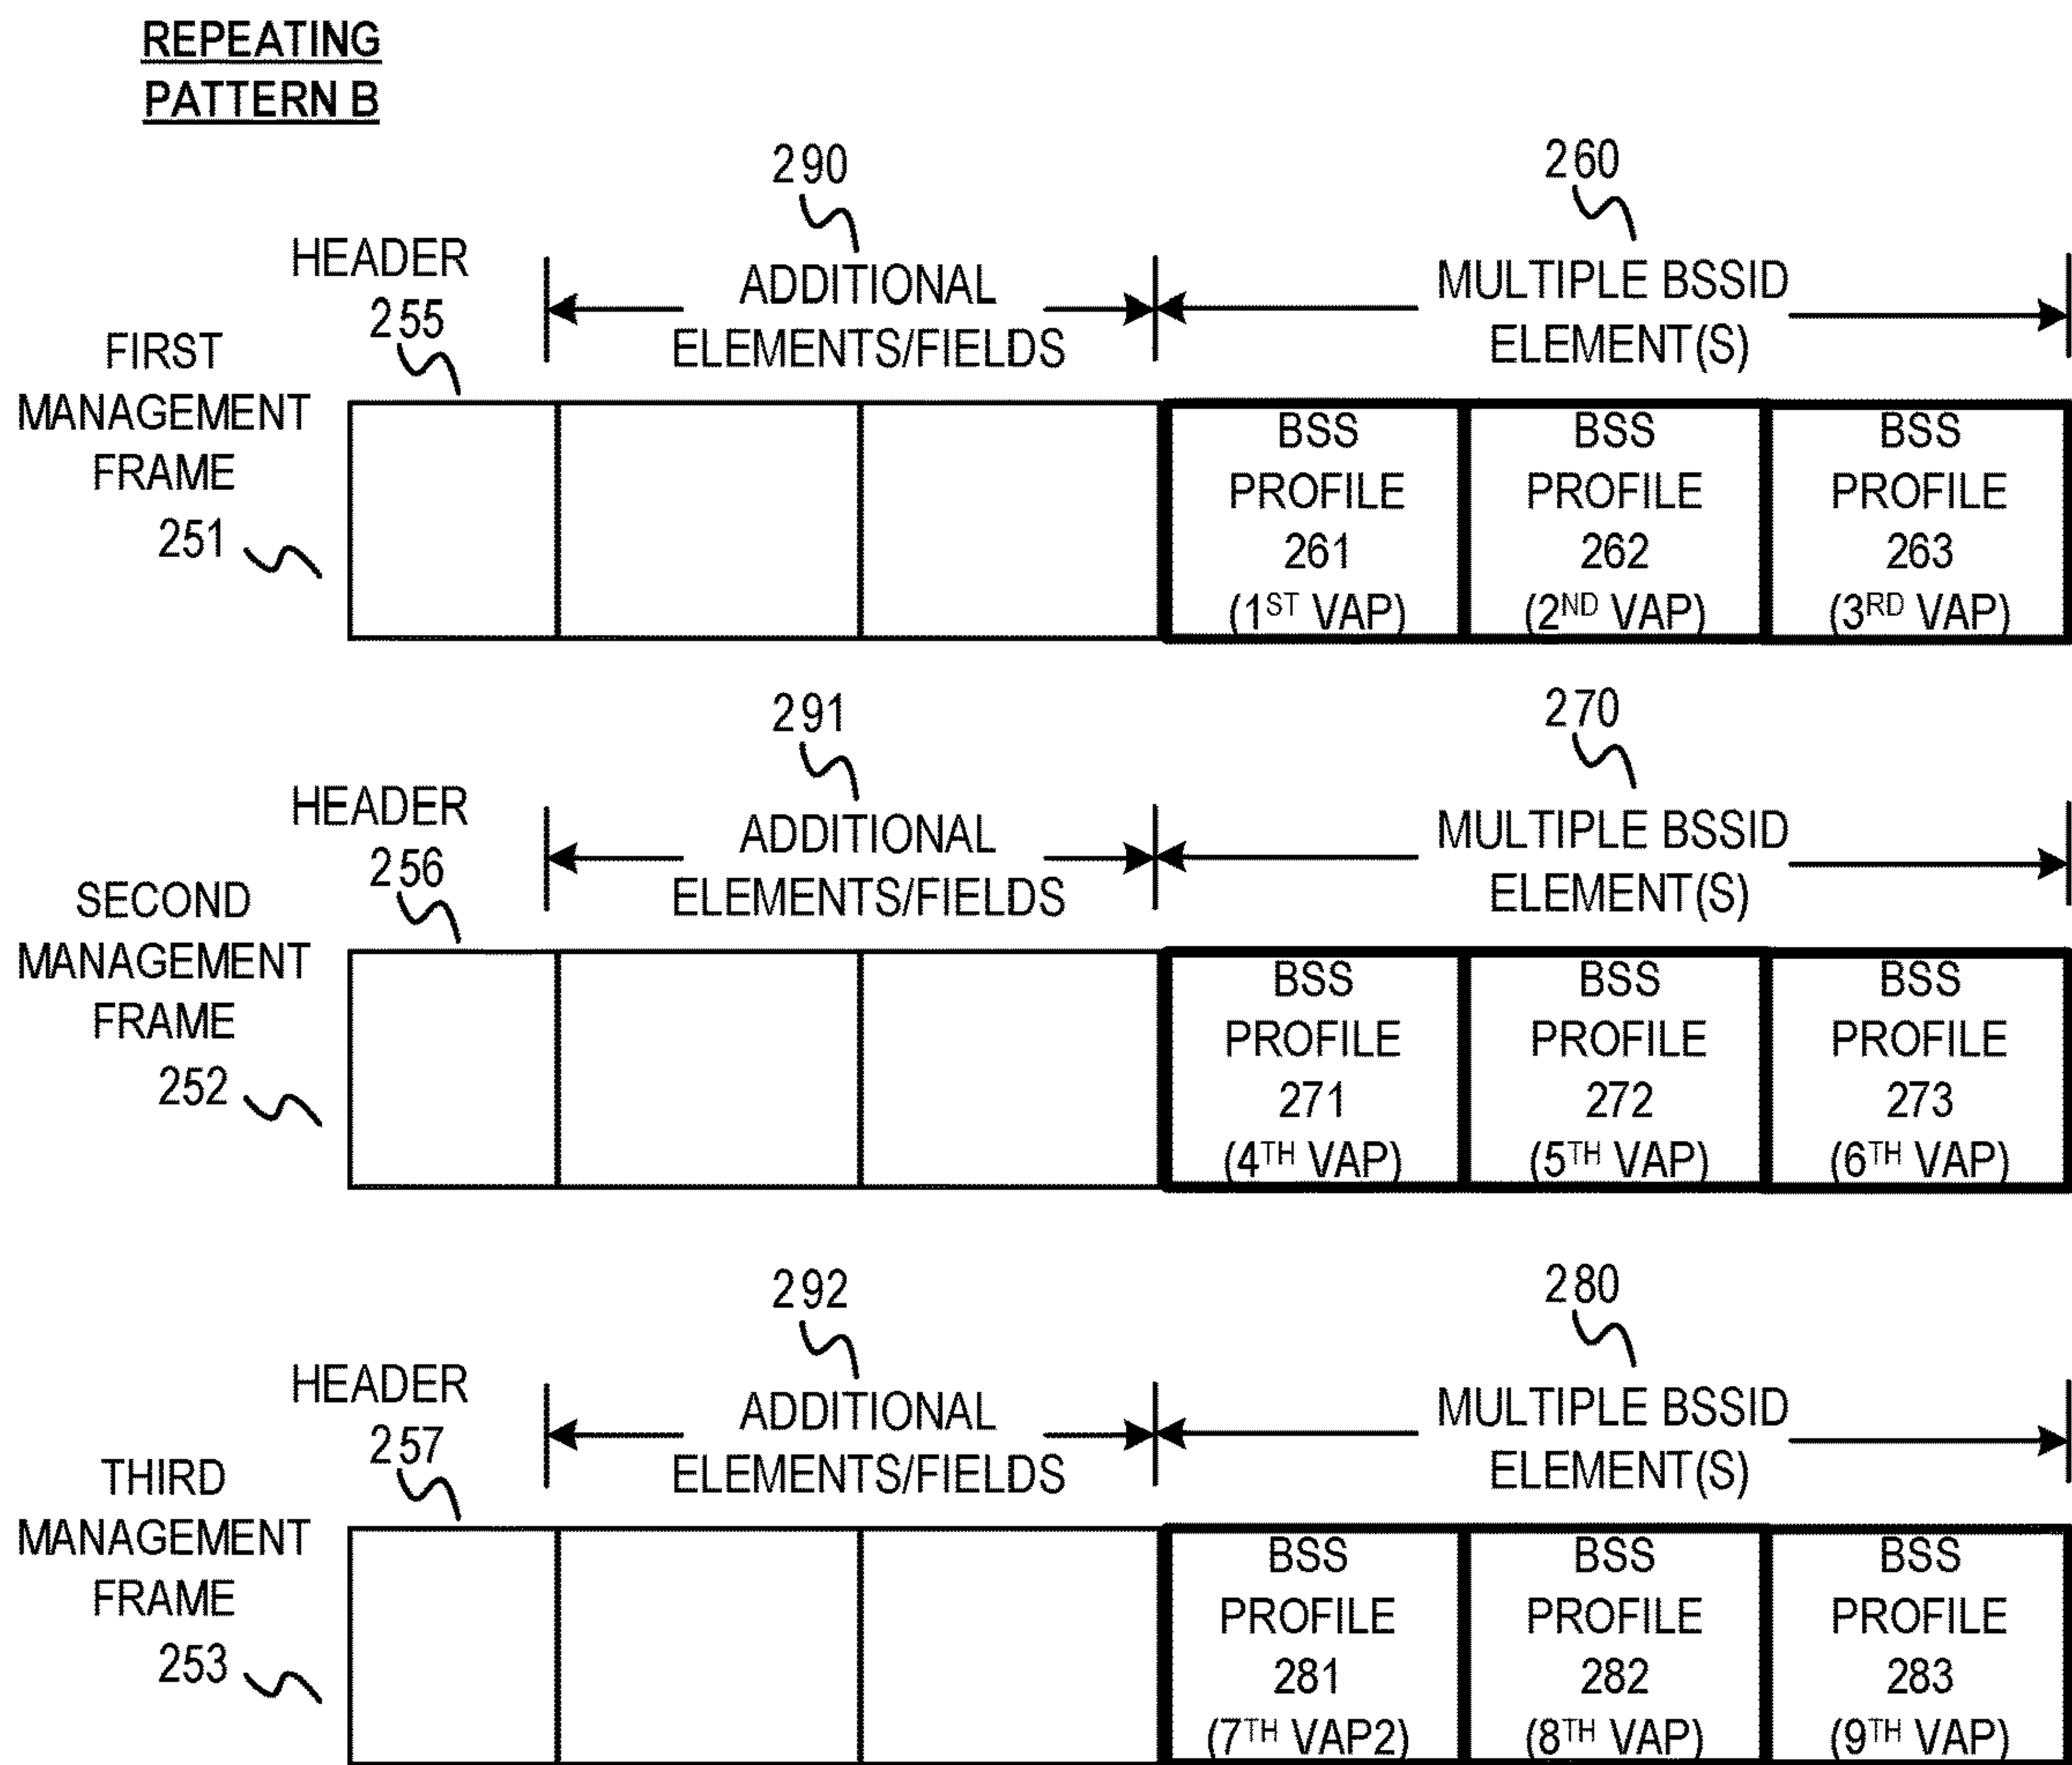 REPEATING
PATTERN B
290
260
HEADER
255
ADDITIONAL
ELEMENTS/FIELDS
MULTIPLE BSSID
ELEMENT(S)
FIRST
MANAGEMENT
FRAME
251
BSS
PROFILE
261
(1ST VAP)
BSS
PROFILE
262
(2ND VAP)
BSS
PROFILE
263
(3RD VAP)
291
270
HEADER
256
ADDITIONAL
ELEMENTS/FIELDS
MULTIPLE BSSID
ELEMENT(S)
SECOND
MANAGEMENT
FRAME
252
BSS
PROFILE
271
(4TH VAP)
BSS
PROFILE
272
(5TH VAP)
BSS
PROFILE
273
(6TH VAP)
292
280
HEADER
257
ADDITIONAL
ELEMENTS/FIELDS
MULTIPLE BSSID
ELEMENT(S)
THIRD
MANAGEMENT
FRAME
253
BSS
PROFILE
281
(7TH VAP2)
BSS
PROFILE
282
(8TH VAP)
BSS
PROFILE
283
(9TH VAP)